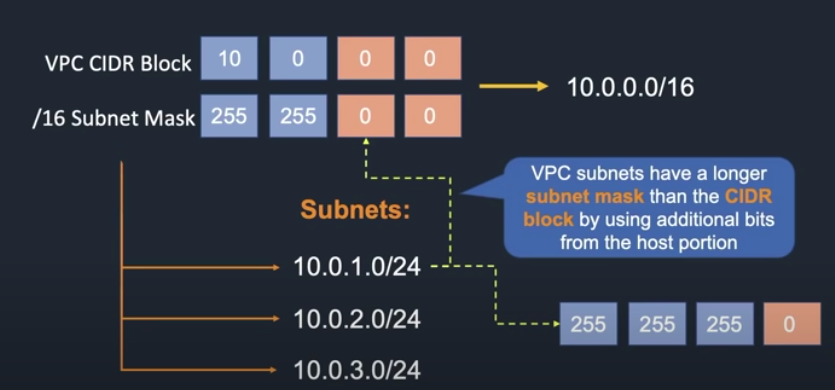 VPC CIDR Block 10 0 0 0
10.0.0.0/16
/16 Subnet Mask 255 255 0 0
VPC subnets have a longer
subnet mask than the CIDR
block by using additional bits
from the host portion
Subnets:
10.0.1.0/24
10.0.2.0/24
255 255 255 0
10.0.3.0/24